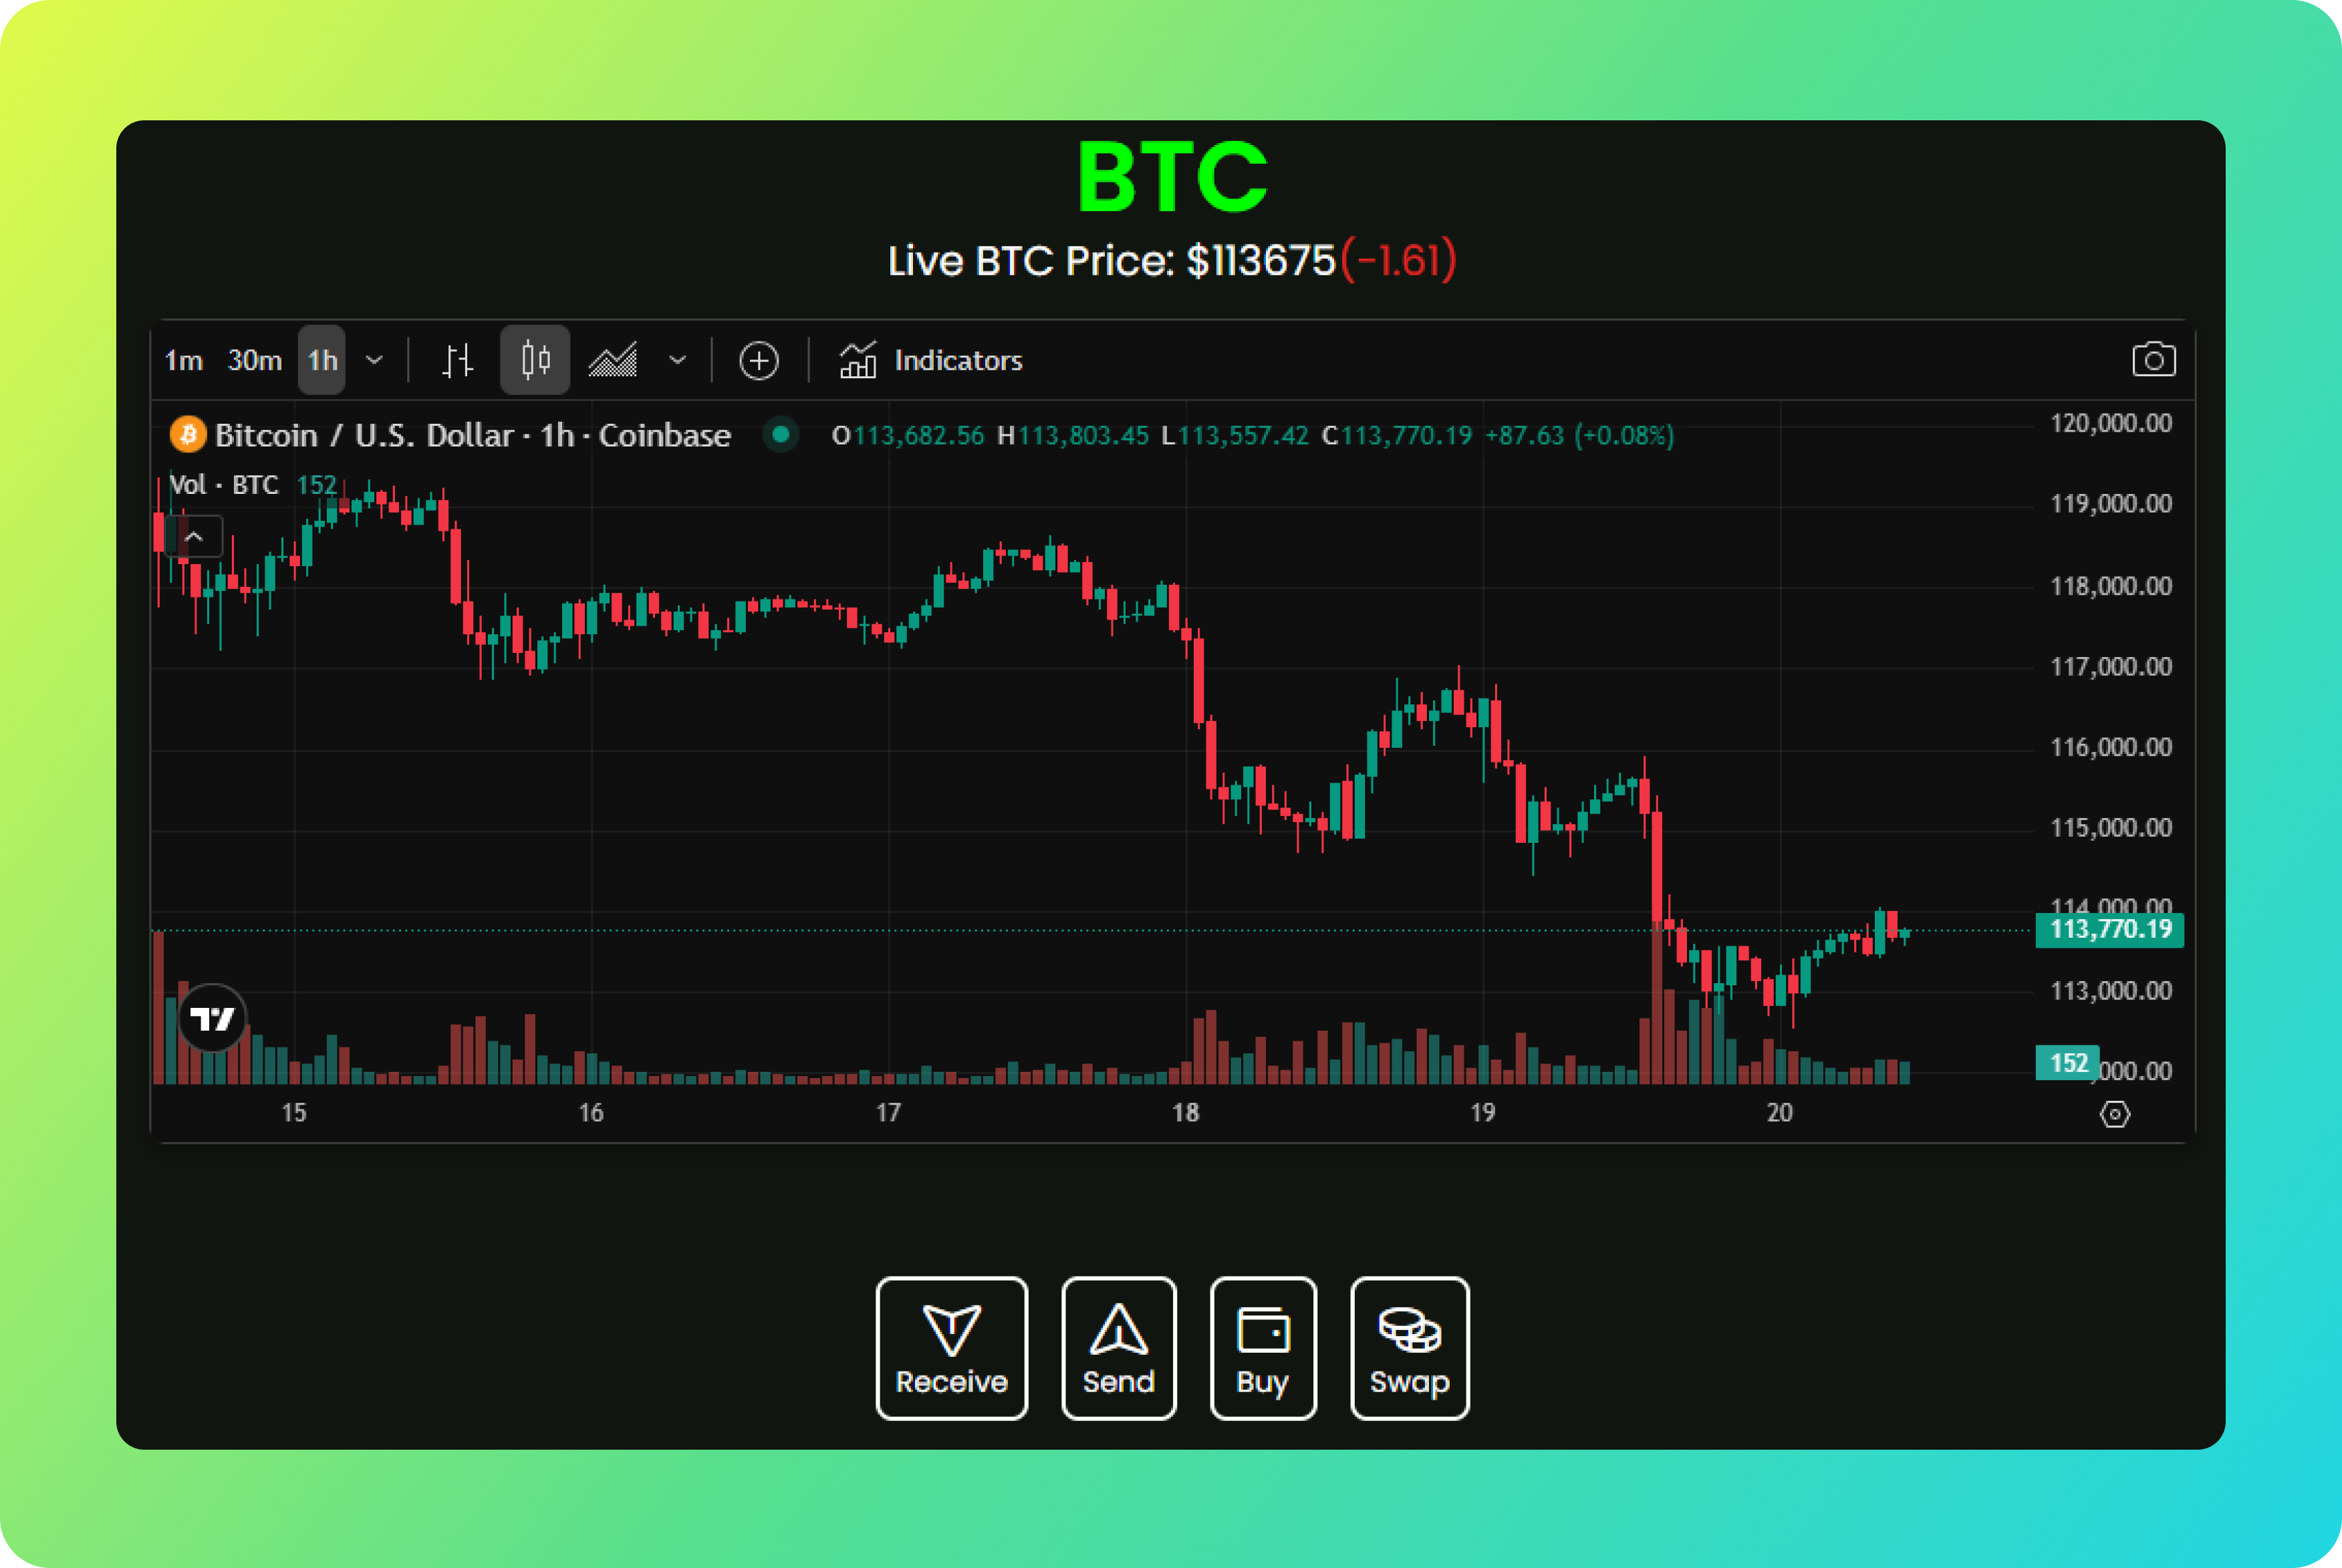 BTC
Live BTC Price: $113675(-1.61)
1m 30m 1h Indicators
Bitcoin / U.S. Dollar · 1h · Coinbase O113,682.56 H113,803.45 L113,557.42 C113,770.19 +87.63 (+0.08%)
Vol · BTC 152
120,000.00
119,000.00
118,000.00
117,000.00
116,000.00
115,000.00
114,000.00
113,770.19
113,000.00
152 ,000.00
15 16 17 18 19 20
Receive Send Buy Swap